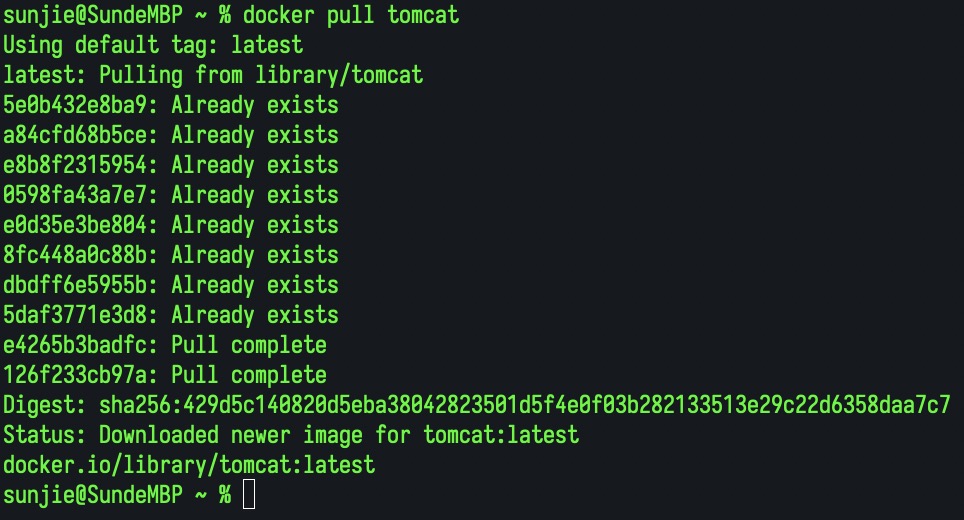 sunjie@SundeMBP ~ % docker pull tomcat
Using default tag: latest
latest: Pulling from library/tomcat
5e0b432e8ba9: Already exists
a84cfd68b5ce: Already exists
e8b8f2315954: Already exists
0598fa43a7e7: Already exists
e0d35e3be804: Already exists
8fc448a0c88b: Already exists
dbdff6e5955b: Already exists
5daf3771e3d8: Already exists
e4265b3badfc: Pull complete
126f233cb97a: Pull complete
Digest: sha256:429d5c140820d5eba38042823501d5f4e0f03b282133513e29c22d6358daa7c7
Status: Downloaded newer image for tomcat:latest
docker.io/library/tomcat:latest
sunjie@SundeMBP ~ %